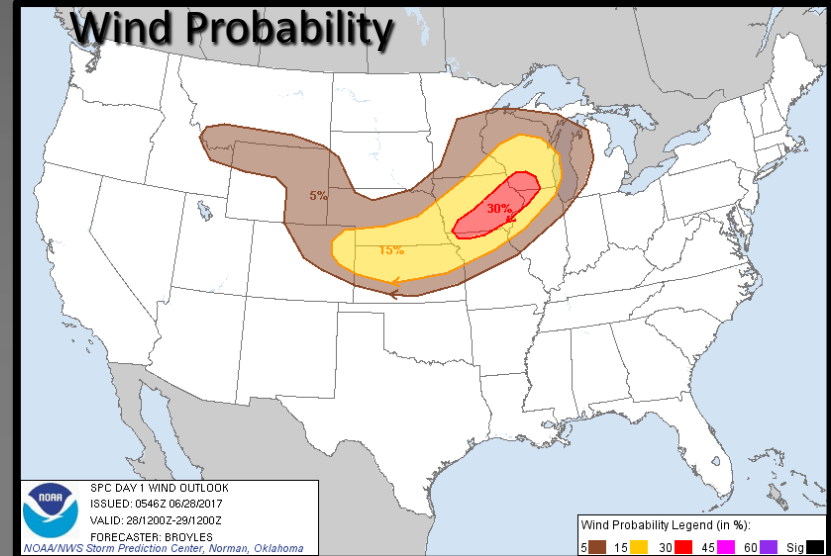 Wind Probability
5%
30%
15%
NOAA
SPC DAY 1 WIND OUTLOOK
ISSUED: 0546Z 06/28/2017
VALID: 28/1200Z-29/1200Z
FORECASTER: BROYLES
NOAA/NWS Storm Prediction Center, Norman, Oklahoma
Wind Probability Legend (in %):
5 15 30 45 60 Sig